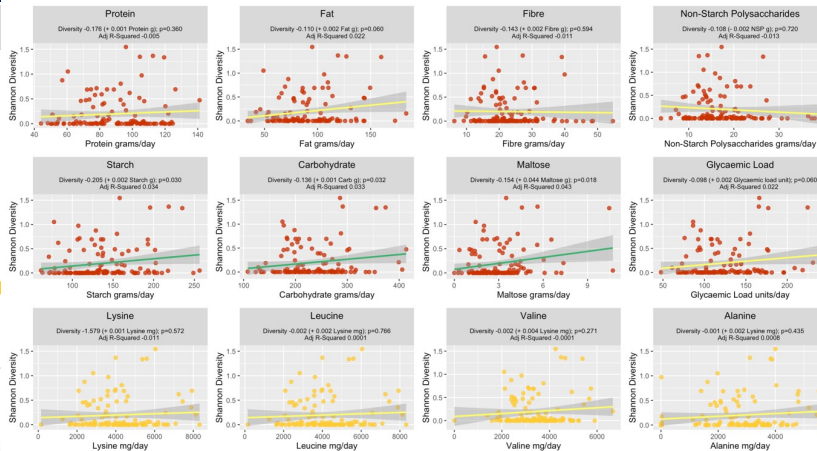 Protein
Diversity -0.176 (+ 0.001 Protein g); p=0.360
Adj R-Squared -0.005
Shannon Diversity
1.5
1.0
0.5
0.0
40 60 80 100 120 140
Protein grams/day
Fat
Diversity -0.110 (+ 0.002 Fat g); p=0.060
Adj R-Squared 0.022
Shannon Diversity
1.5
1.0
0.5
0.0
50 100 150
Fat grams/day
Fibre
Diversity -0.143 (+ 0.002 Fibre g); p=0.594
Adj R-Squared -0.011
Shannon Diversity
1.5
1.0
0.5
0.0
10 20 30 40 50
Fibre grams/day
Non-Starch Polysaccharides
Diversity -0.108 (- 0.002 NSP g); p=0.720
Adj R-Squared -0.013
Shannon Diversity
1.5
1.0
0.5
0.0
10 20 30
Non-Starch Polysaccharides grams/day
Starch
Diversity -0.205 (+ 0.002 Starch g); p=0.030
Adj R-Squared 0.034
Shannon Diversity
1.5
1.0
0.5
0.0
100 150 200 250
Starch grams/day
Carbohydrate
Diversity -0.136 (+ 0.001 Carb g); p=0.032
Adj R-Squared 0.033
Shannon Diversity
1.5
1.0
0.5
0.0
100 200 300 400
Carbohydrate grams/day
Maltose
Diversity -0.154 (+ 0.044 Maltose g); p=0.018
Adj R-Squared 0.043
Shannon Diversity
1.5
1.0
0.5
0.0
0 3 6 9
Maltose grams/day
Glycaemic Load
Diversity -0.098 (+ 0.002 Glycaemic load unit); p=0.060
Adj R-Squared 0.022
Shannon Diversity
1.5
1.0
0.5
0.0
50 100 150 200
Glycaemic Load units/day
Lysine
Diversity -1.579 (+ 0.001 Lysine mg); p=0.572
Adj R-Squared -0.011
Shannon Diversity
1.5
1.0
0.5
0.0
0 2000 4000 6000 8000
Lysine mg/day
Leucine
Diversity -0.002 (+ 0.002 Lysine mg); p=0.766
Adj R-Squared 0.0001
Shannon Diversity
1.5
1.0
0.5
0.0
0 2000 4000 6000 8000
Leucine mg/day
Valine
Diversity -0.002 (+ 0.004 Lysine mg); p=0.271
Adj R-Squared -0.0001
Shannon Diversity
1.5
1.0
0.5
0.0
0 2000 4000 6000
Valine mg/day
Alanine
Diversity -0.001 (+ 0.002 Lysine mg); p=0.435
Adj R-Squared 0.0008
Shannon Diversity
1.5
1.0
0.5
0.0
0 2000 4000
Alanine mg/day